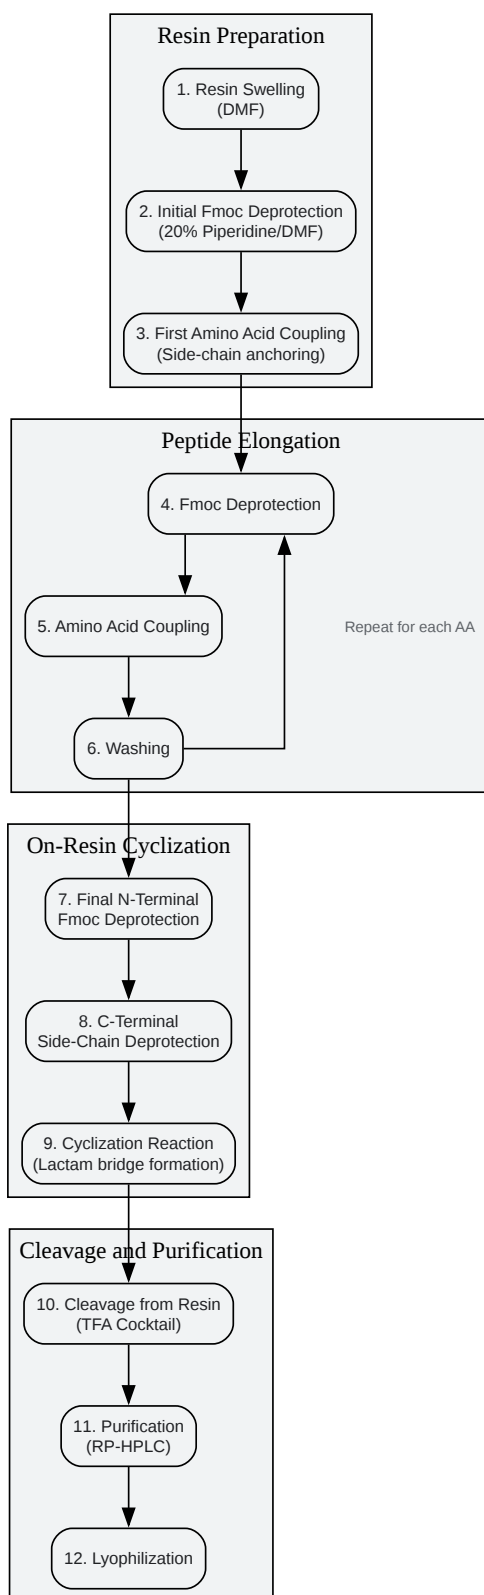 Resin Preparation
1. Resin Swelling
(DMF)
2. Initial Fmoc Deprotection
(20% Piperidine/DMF)
3. First Amino Acid Coupling
(Side-chain anchoring)
Peptide Elongation
4. Fmoc Deprotection
5. Amino Acid Coupling
Repeat for each AA
6. Washing
On-Resin Cyclization
7. Final N-Terminal
Fmoc Deprotection
8. C-Terminal
Side-Chain Deprotection
9. Cyclization Reaction
(Lactam bridge formation)
Cleavage and Purification
10. Cleavage from Resin
(TFA Cocktail)
11. Purification
(RP-HPLC)
12. Lyophilization